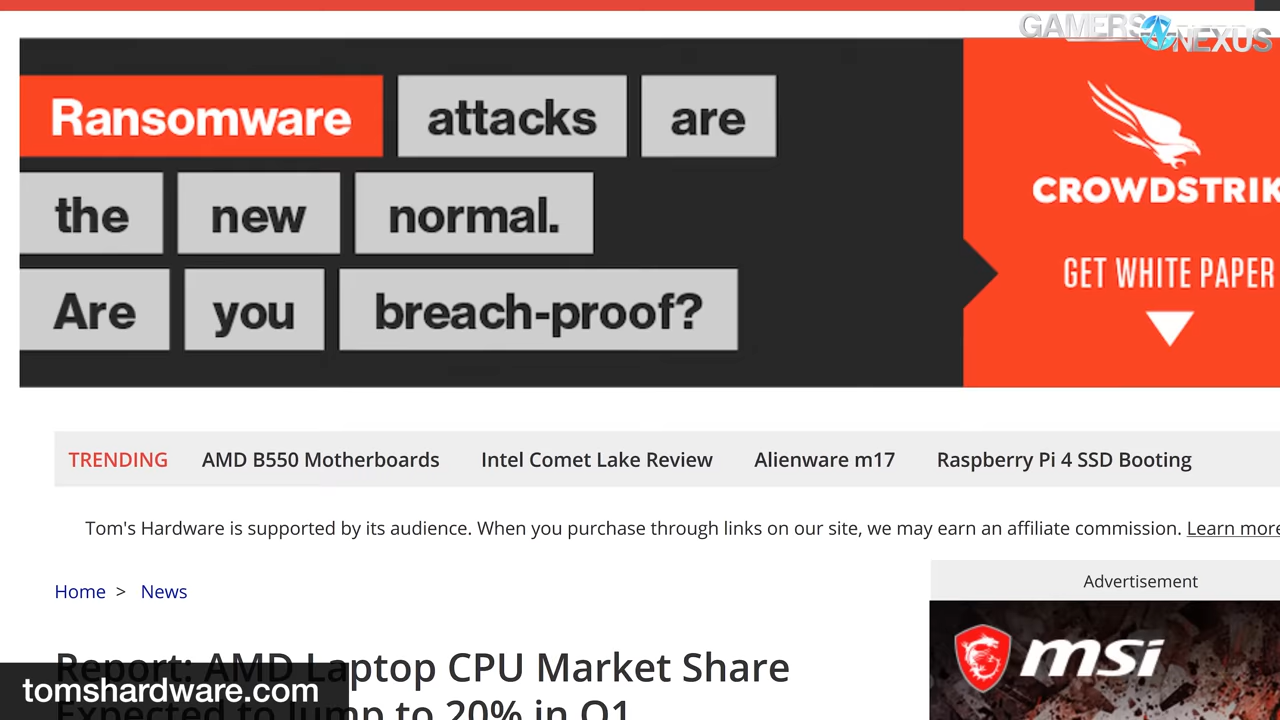 GAMERS NEXUS
Ransomware attacks are
the new normal.
Are you breach-proof?
CROWDSTRIK
GET WHITE PAPER
TRENDING AMD B550 Motherboards Intel Comet Lake Review Alienware m17 Raspberry Pi 4 SSD Booting
Tom's Hardware is supported by its audience. When you purchase through links on our site, we may earn an affiliate commission. Learn more
Home > News
Advertisement
msi
Report: AMD Laptop CPU Market Share
Expected to Jump to 20% in Q1
tomshardware.com